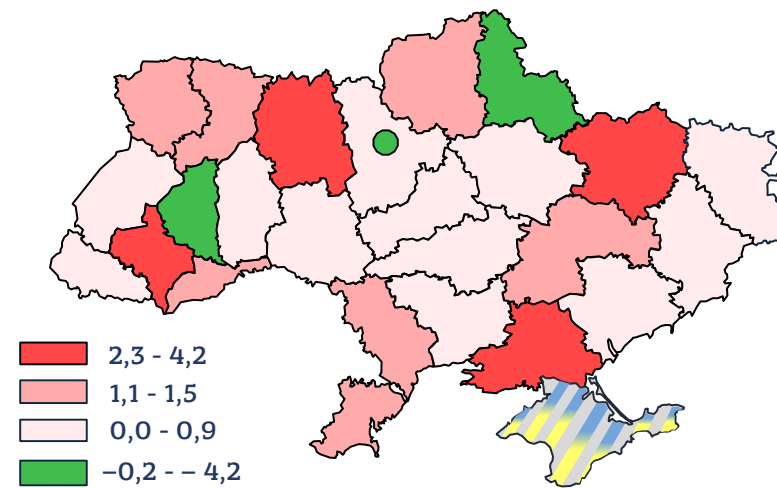 2,3 - 4,2
1,1 - 1,5
0,0 - 0,9
–0,2 - – 4,2